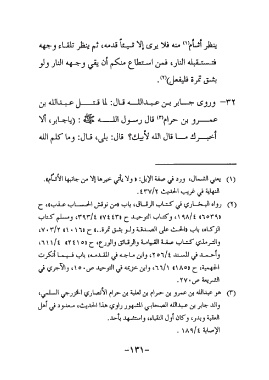 ينظر أشأم(١) منه فلا يرى إلا شيئاً قدمه، ثم ينظر تلقاء وجهه
فتستقبله النار، فمن استطاع منكم أن يقي وجهه النار ولو
بشق تمرة فليفعل(٢).
٣٢- وروى جابر بن عبدالله قال: لما قتل عبدالله بن
عمرو بن حرام(٣) قال رسول الله ﷺ: (ياجابر، ألا
أخبرك ما قال الله لأبيك؟ قال: بلى، قال: وما كلم الله
(١) يعني الشمال، ورد في صفة الإبل: «ولا يأتي خيرها إلا من جانبها الأشأم».
النهاية في غريب الحديث ٤٣٧/٢.
(٢) رواه البخاري في كتاب الرقاق، باب من نوقش الحساب عذب، ح
٦٥٣٩، ١٩٨/٤ وكتاب التوحيد ح ٧٤٤٣، ٣٩٣/٤، ومسلم كتاب
الزكاة، باب الحث على الصدقة ولو بشق تمرة.. ح ١٠١٦، ٧٠٣/٢
والترمذي كتاب صفة القيامة والرقائق والورع، ح ٢٤١٥، ٦١١/٤
وأحمد في المسند ٢٥٦/٤، وابن ماجه في المقدمه، باب فيما أنكرت
الجهمية، ح ١٨٥، ٦٦/١ وابن خزيمه في التوحيد ص ١٥٠، والآجري في
الشريعة ص ٢٧٠.
(٣) هو عبدالله بن عمرو بن حرام بن ثعلبة بن حرام الأنصاري الخزرجي السلمي،
والد جابر بن عبدالله الصحابي المشهور راوي هذا الحديث، معدود في أهل
العقبة وبدر، وكان أول النقباء، واستشهد بأحد.
الإصابة ١٨٩/٤.
-١٣١-